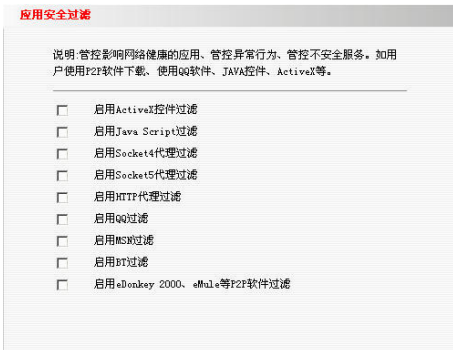 应用安全过滤
说明:管控影响网络健康的应用、管控异常行为、管控不安全服务。如用
户使用P2P软件下载、使用QQ软件、JAVA控件、ActiveX等。
启用ActiveX控件过滤
启用Java Script过滤
启用Socket4代理过滤
启用Socket5代理过滤
启用HTTP代理过滤
启用QQ过滤
启用MSN过滤
启用BT过滤
启用eDonkey 2000、eMule等P2P软件过滤